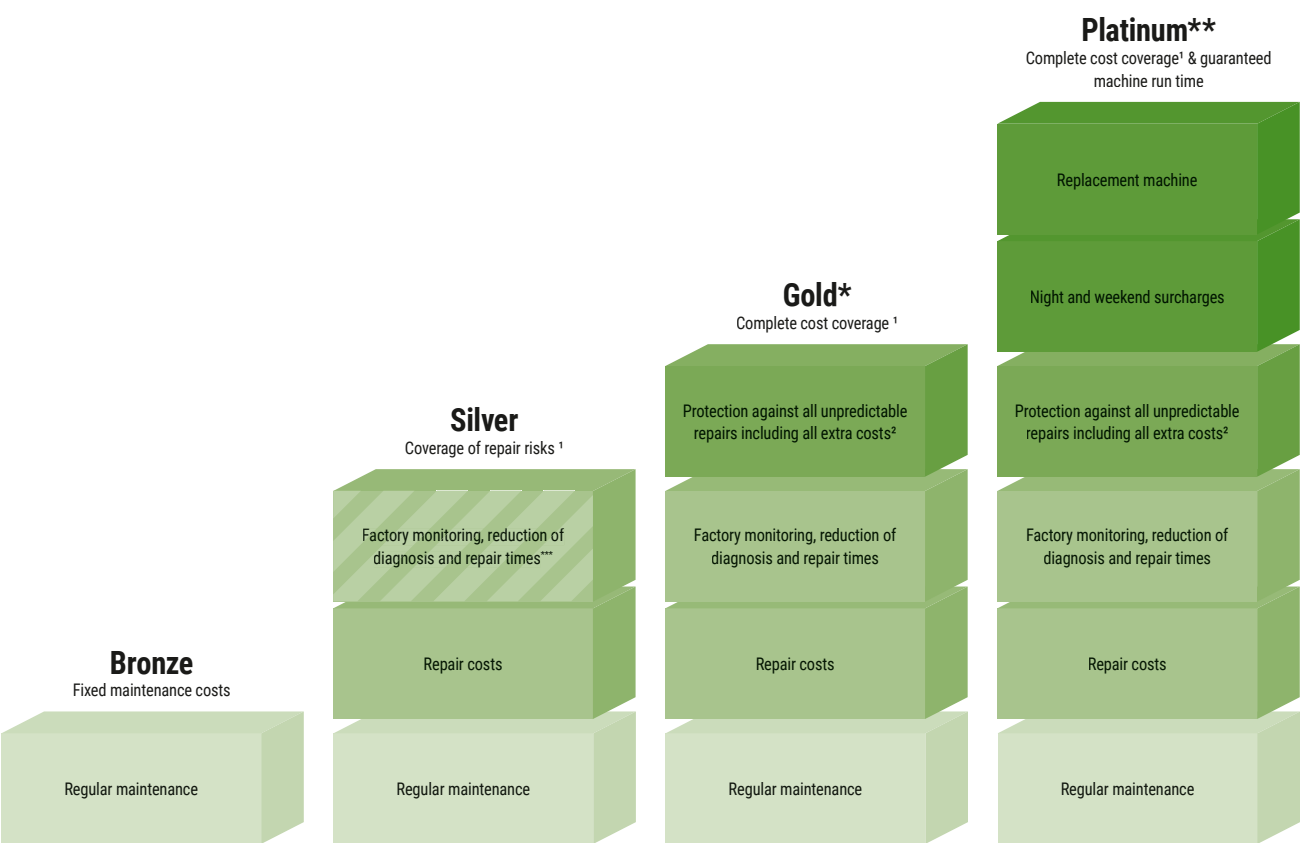 Platinum**
Complete cost coverage¹ & guaranteed
machine run time
Replacement machine
Night and weekend surcharges
Gold*
Complete cost coverage ¹
Protection against all unpredictable
repairs including all extra costs²
Protection against all unpredictable
repairs including all extra costs²
Silver
Coverage of repair risks ¹
Factory monitoring, reduction of
diagnosis and repair times***
Factory monitoring, reduction of
diagnosis and repair times
Factory monitoring, reduction of
diagnosis and repair times
Bronze
Fixed maintenance costs
Repair costs
Repair costs
Repair costs
Regular maintenance
Regular maintenance
Regular maintenance
Regular maintenance